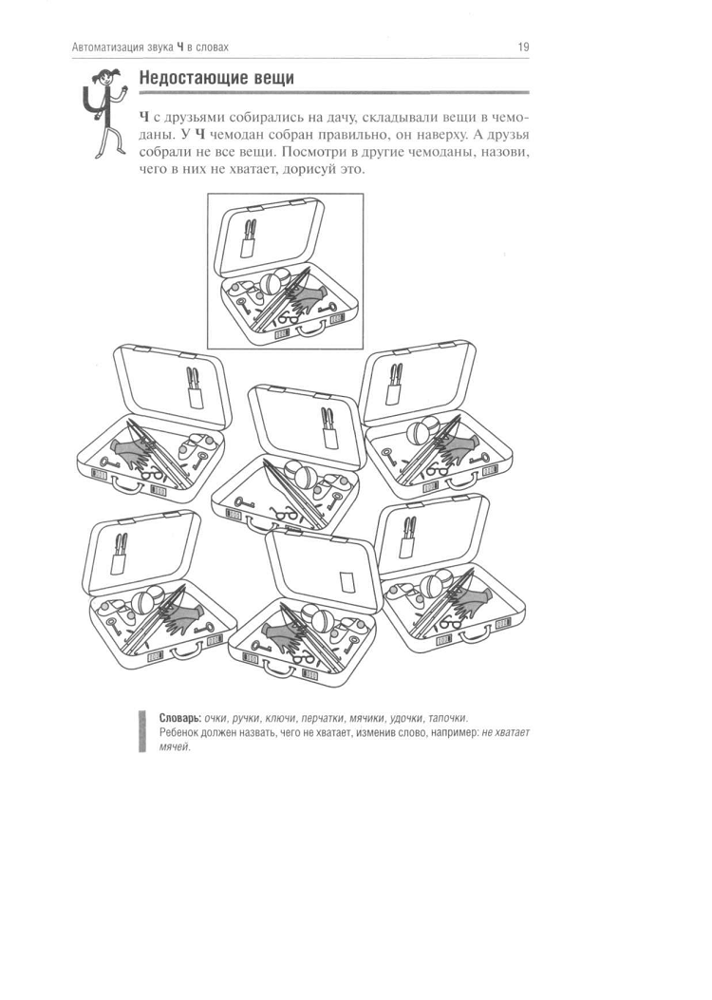 Автоматизация звука Ч в словах 19
Недостающие вещи
Ч с друзьями собирались на дачу, складывали вещи в чемо-
даны. У Ч чемодан собран правильно, он наверху. А друзья
собрали не все вещи. Посмотри в другие чемоданы, назови,
чего в них не хватает, дорисуй это.
Словарь: очки, ручки, ключи, перчатки, мячики, удочки, тапочки.
Ребенок должен назвать, чего не хватает, изменив слово, например: не хватает
мячей.